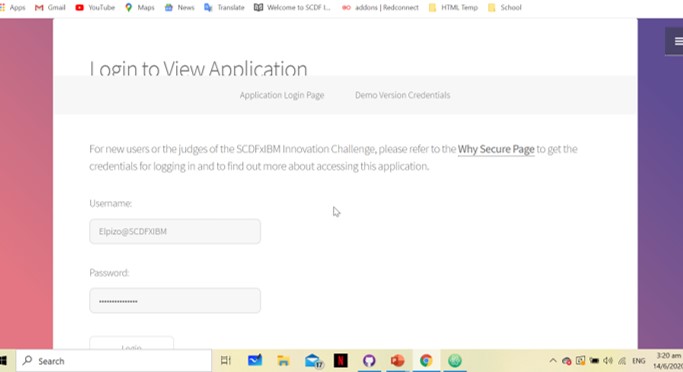 Apps Gmail YouTube Maps News Translate Welcome to SCDF I... addons | Redconnect HTML Temp School
Login to View Application
Application Login Page Demo Version Credentials
For new users or the judges of the SCDFxIBM Innovation Challenge, please refer to the Why Secure Page to get the
credentials for logging in and to find out more about accessing this application.
Username:
Elpizo@SCDFXIBM
Password:
•••••••••••••••
Login
Search 17 ENG 3:20 am
14/6/2020